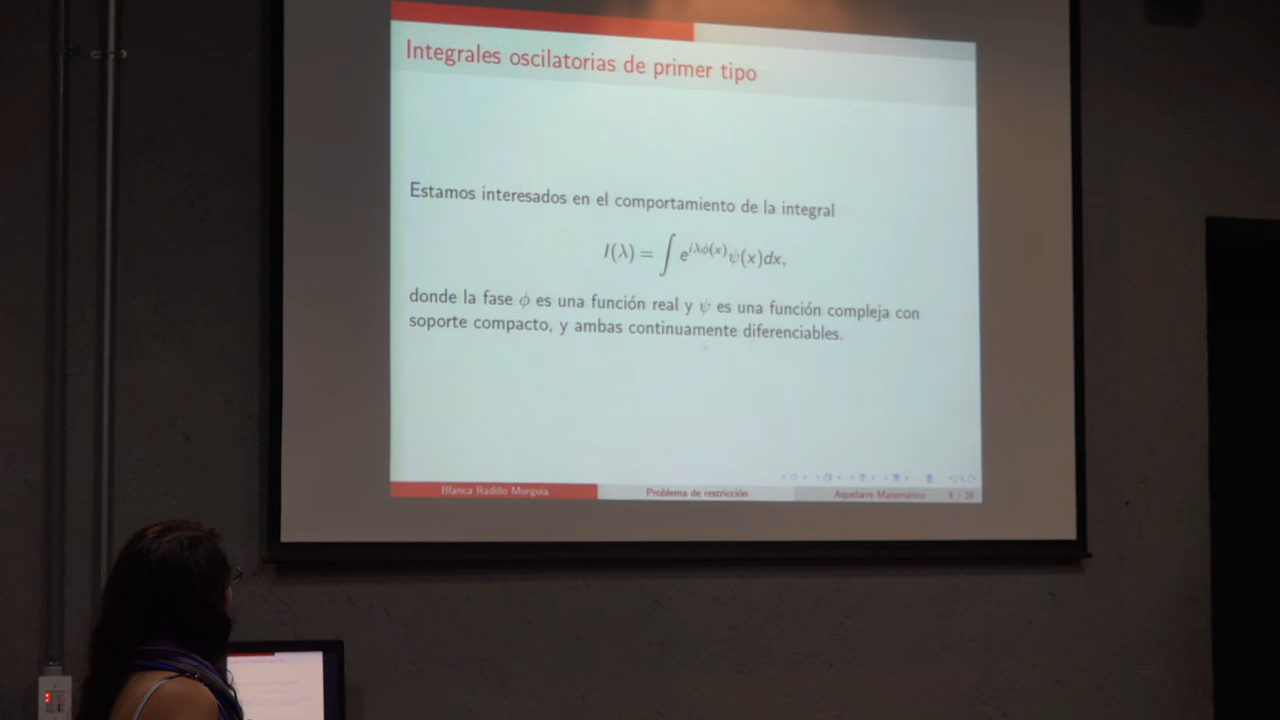 Integrales oscilatorias de primer tipo
Estamos interesados en el comportamiento de la integral
I(λ) = ∫ e^{iλϕ(x)} ψ(x)dx,
donde la fase ϕ es una función real y ψ es una función compleja con
soporte compacto, y ambas continuamente diferenciables.
Blanca Radillo Murguia
Problema de restricción
Aquelarre Matemático